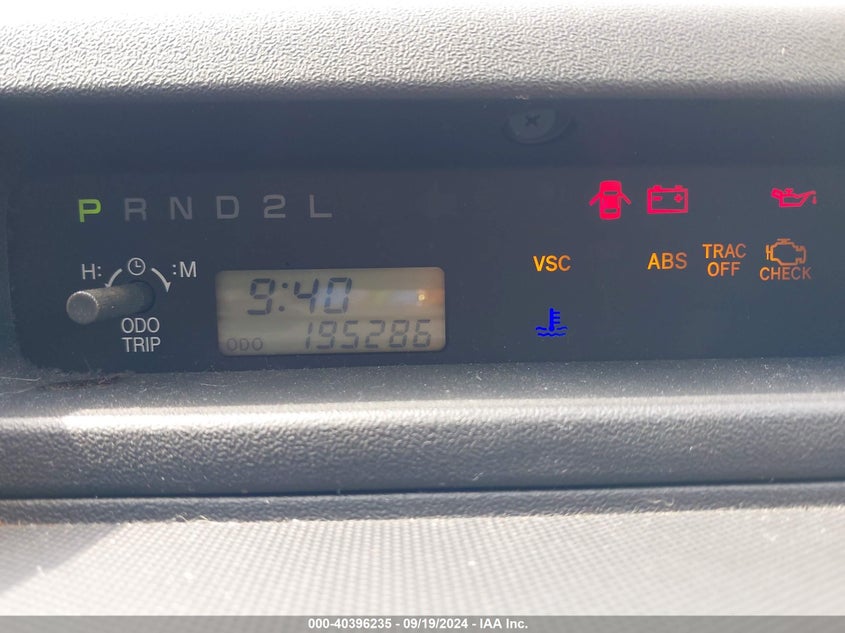 P R N D 2 L
H: :M
ODO
TRIP
9:40
ODO 195286
VSC
ABS
TRAC
OFF
CHECK
000-40396235 - 09/19/2024 - IAA Inc.